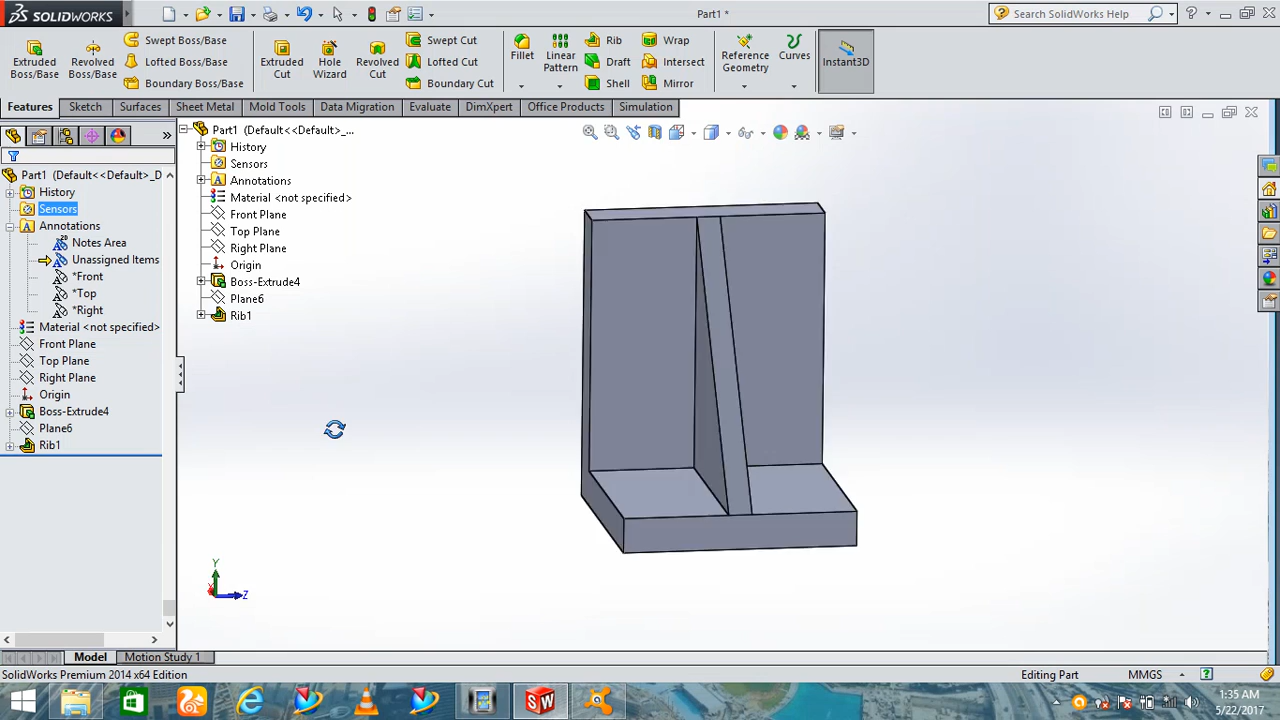 SOLIDWORKS
Part1 *
Search SolidWorks Help
Extruded Boss/Base
Revolved Boss/Base
Swept Boss/Base
Lofted Boss/Base
Boundary Boss/Base
Extruded Cut
Hole Wizard
Revolved Cut
Swept Cut
Lofted Cut
Boundary Cut
Fillet
Linear Pattern
Rib
Draft
Shell
Wrap
Intersect
Mirror
Reference Geometry
Curves
Instant3D
Features Sketch Surfaces Sheet Metal Mold Tools Data Migration Evaluate DimXpert Office Products Simulation
Part1 (Default<<Default>_D
History
Sensors
Annotations
Notes Area
Unassigned Items
*Front
*Top
*Right
Material <not specified>
Front Plane
Top Plane
Right Plane
Origin
Boss-Extrude4
Plane6
Rib1
Part1 (Default<<Default>_...
History
Sensors
Annotations
Material <not specified>
Front Plane
Top Plane
Right Plane
Origin
Boss-Extrude4
Plane6
Rib1
Y
Z
Model Motion Study 1
SolidWorks Premium 2014 x64 Edition
Editing Part
MMGS
1:35 AM
5/22/2017